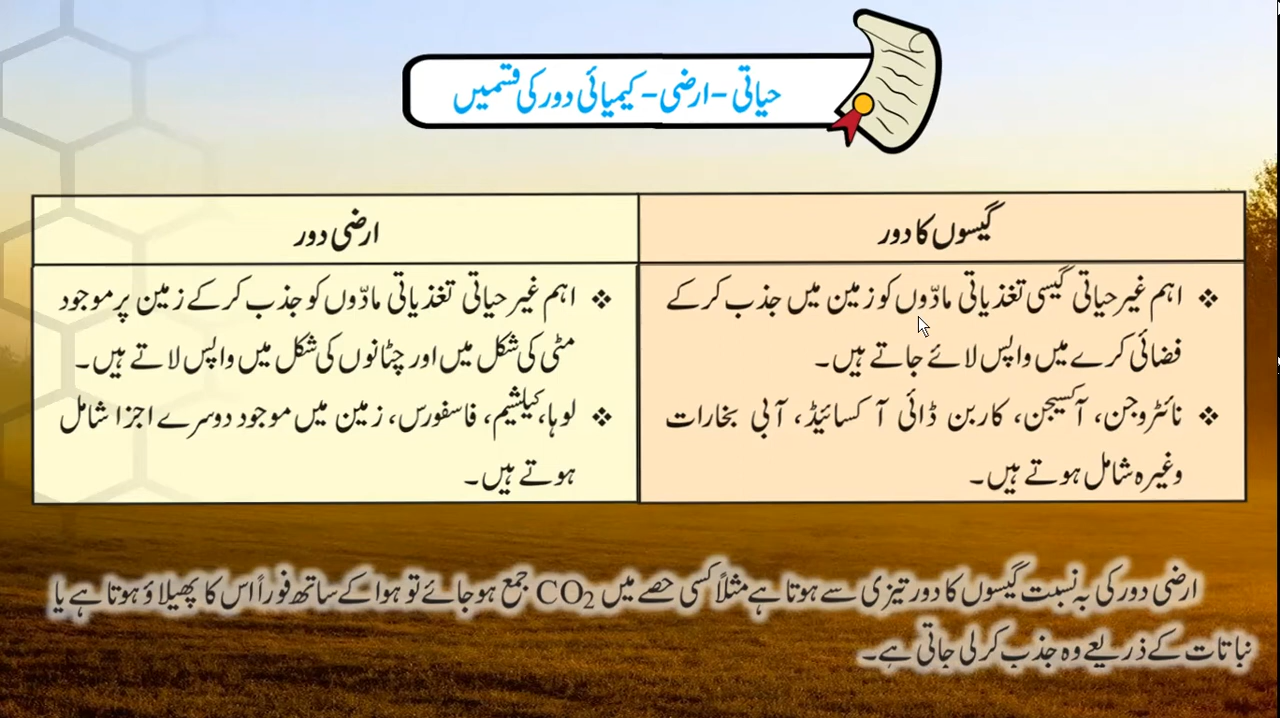 حیاتی - ارضی - کیمیائی دور کی قسمیں
گیسوں کا دور
اہم غیر حیاتی گیسی تغذیاتی مادّوں کو زمین میں جذب کر کے
فضائی کرے میں واپس لائے جاتے ہیں۔
نائٹروجن، آکسیجن، کاربن ڈائی آکسائیڈ، آبی بخارات
وغیرہ شامل ہوتے ہیں۔
ارضی دور
اہم غیر حیاتی تغذیاتی مادّوں کو جذب کر کے زمین پر موجود
مٹی کی شکل میں اور چٹانوں کی شکل میں واپس لاتے ہیں۔
لوہا، کیلشیم، فاسفورس، زمین میں موجود دوسرے اجزا شامل
ہوتے ہیں۔
ارضی دور کی بہ نسبت گیسوں کا دور تیزی سے ہوتا ہے مثلاً کسی حصے میں CO₂ جمع ہو جائے تو ہوا کے ساتھ فوراً اس کا پھیلاؤ ہوتا ہے یا
نباتات کے ذریعے وہ جذب کر لی جاتی ہے۔